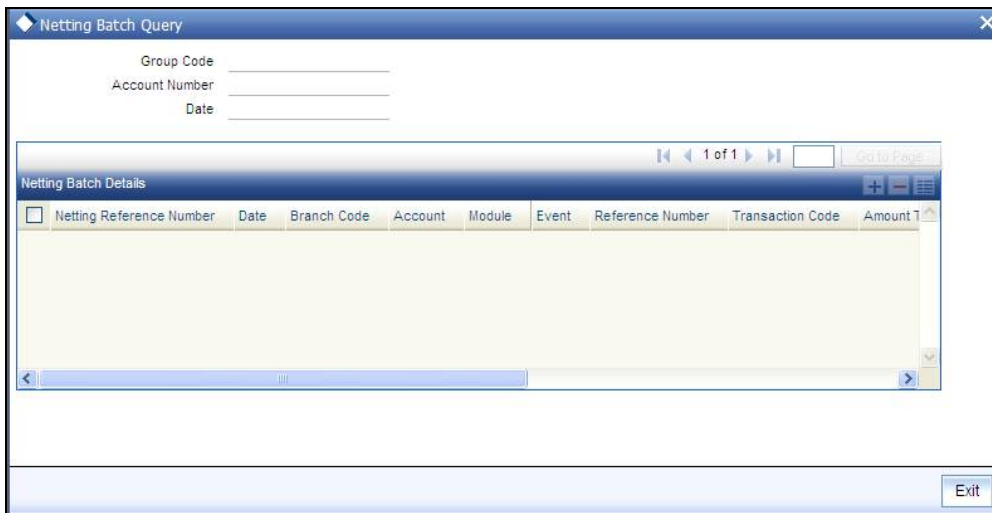 Netting Batch Query
Group Code
Account Number
Date
1 of 1 Go to Page
Netting Batch Details
Netting Reference Number Date Branch Code Account Module Event Reference Number Transaction Code Amount T
Exit